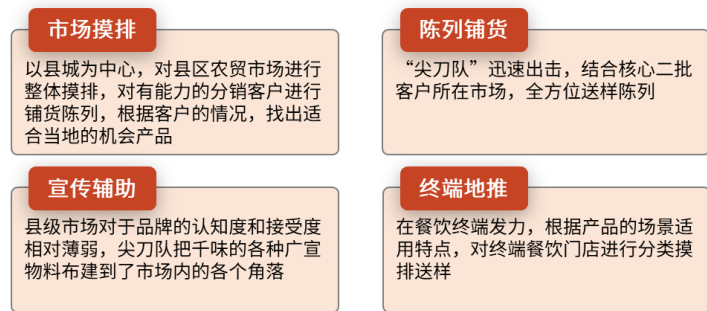 市场摸排
以县城为中心，对县区农贸市场进行
整体摸排，对有能力的分销客户进行
铺货陈列，根据客户的情况，找出适
合当地的机会产品
陈列铺货
“尖刀队”迅速出击，结合核心二批
客户所在市场，全方位送样陈列
宣传辅助
县级市场对于品牌的认知度和接受度
相对薄弱，尖刀队把千味的各种广宣
物料布建到了市场内的各个角落
终端地推
在餐饮终端发力，根据产品的场景适
用特点，对终端餐饮门店进行分类摸
排送样